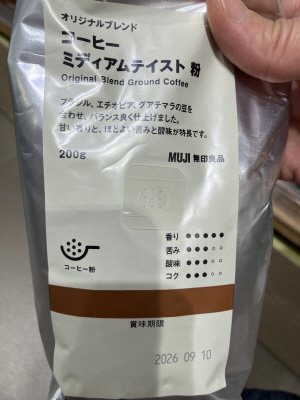 オリジナルブレンド
コーヒー
ミディアムテイスト 粉
Original Blend Ground Coffee
ブラジル、エチオピア、グアテマラの豆を
合わせ、バランス良く仕上げました。
甘い香りと、ほどよい苦みと酸味が特長です。
200g
MUJI 無印良品
香り ●●●●●
苦み ●●●○○
酸味 ●●●○○
コク ●●●○○
コーヒー粉
賞味期限
2026 09 10